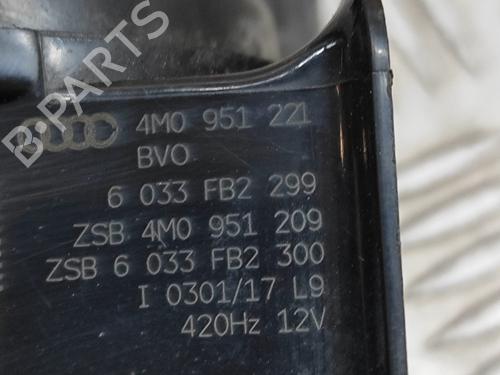 4M0 951 221
BVO
6 033 FB2 299
ZSB 4M0 951 209
ZSB 6 033 FB2 300
I 0301/17 L9
420Hz 12V
B-PARTS